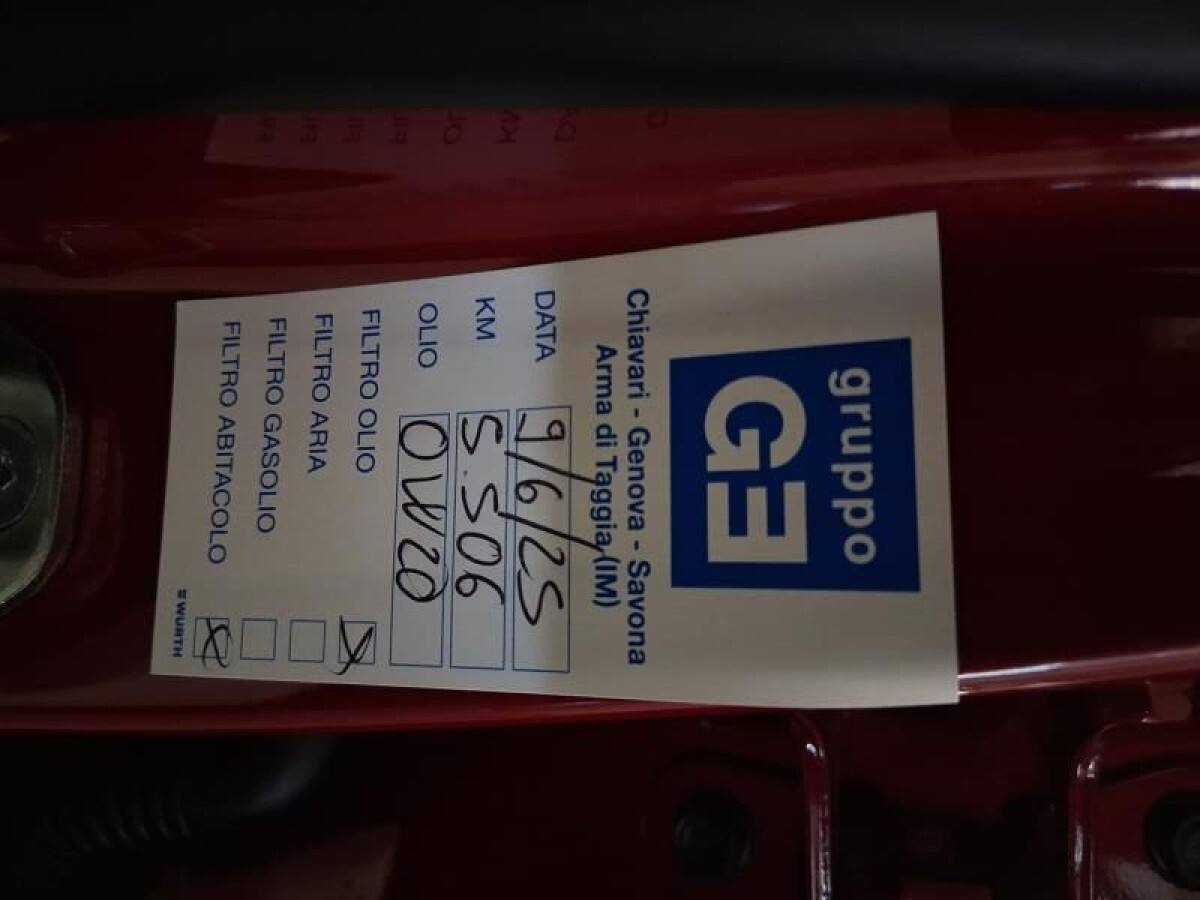 gruppo
GE
Chiavari - Genova - Savona
Arma di Taggia (IM)
DATA 9/6/25
KM 5.506
OLIO 0W20
FILTRO OLIO X
FILTRO ARIA
FILTRO GASOLIO
FILTRO ABITACOLO X
WURTH